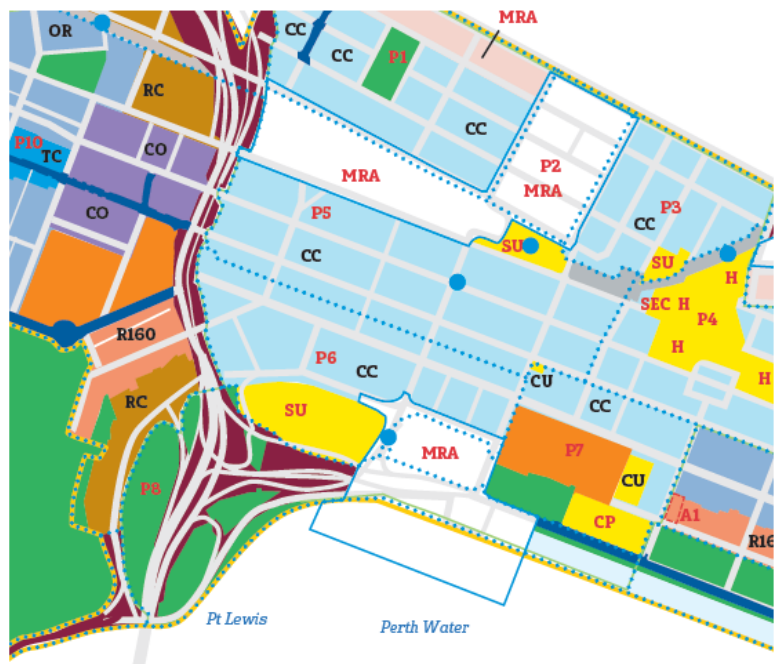 MRA
OR
CC
CC
P1
RC
CC
P10
TC
CO
MRA
P2
MRA
P3
CC
CO
P5
CC
SU
SU
H
SEC H
P4
H
H
R160
P6
CC
CU
CC
RC
SU
MRA
P7
CU
P8
CP
A1
R16
Pt Lewis
Perth Water